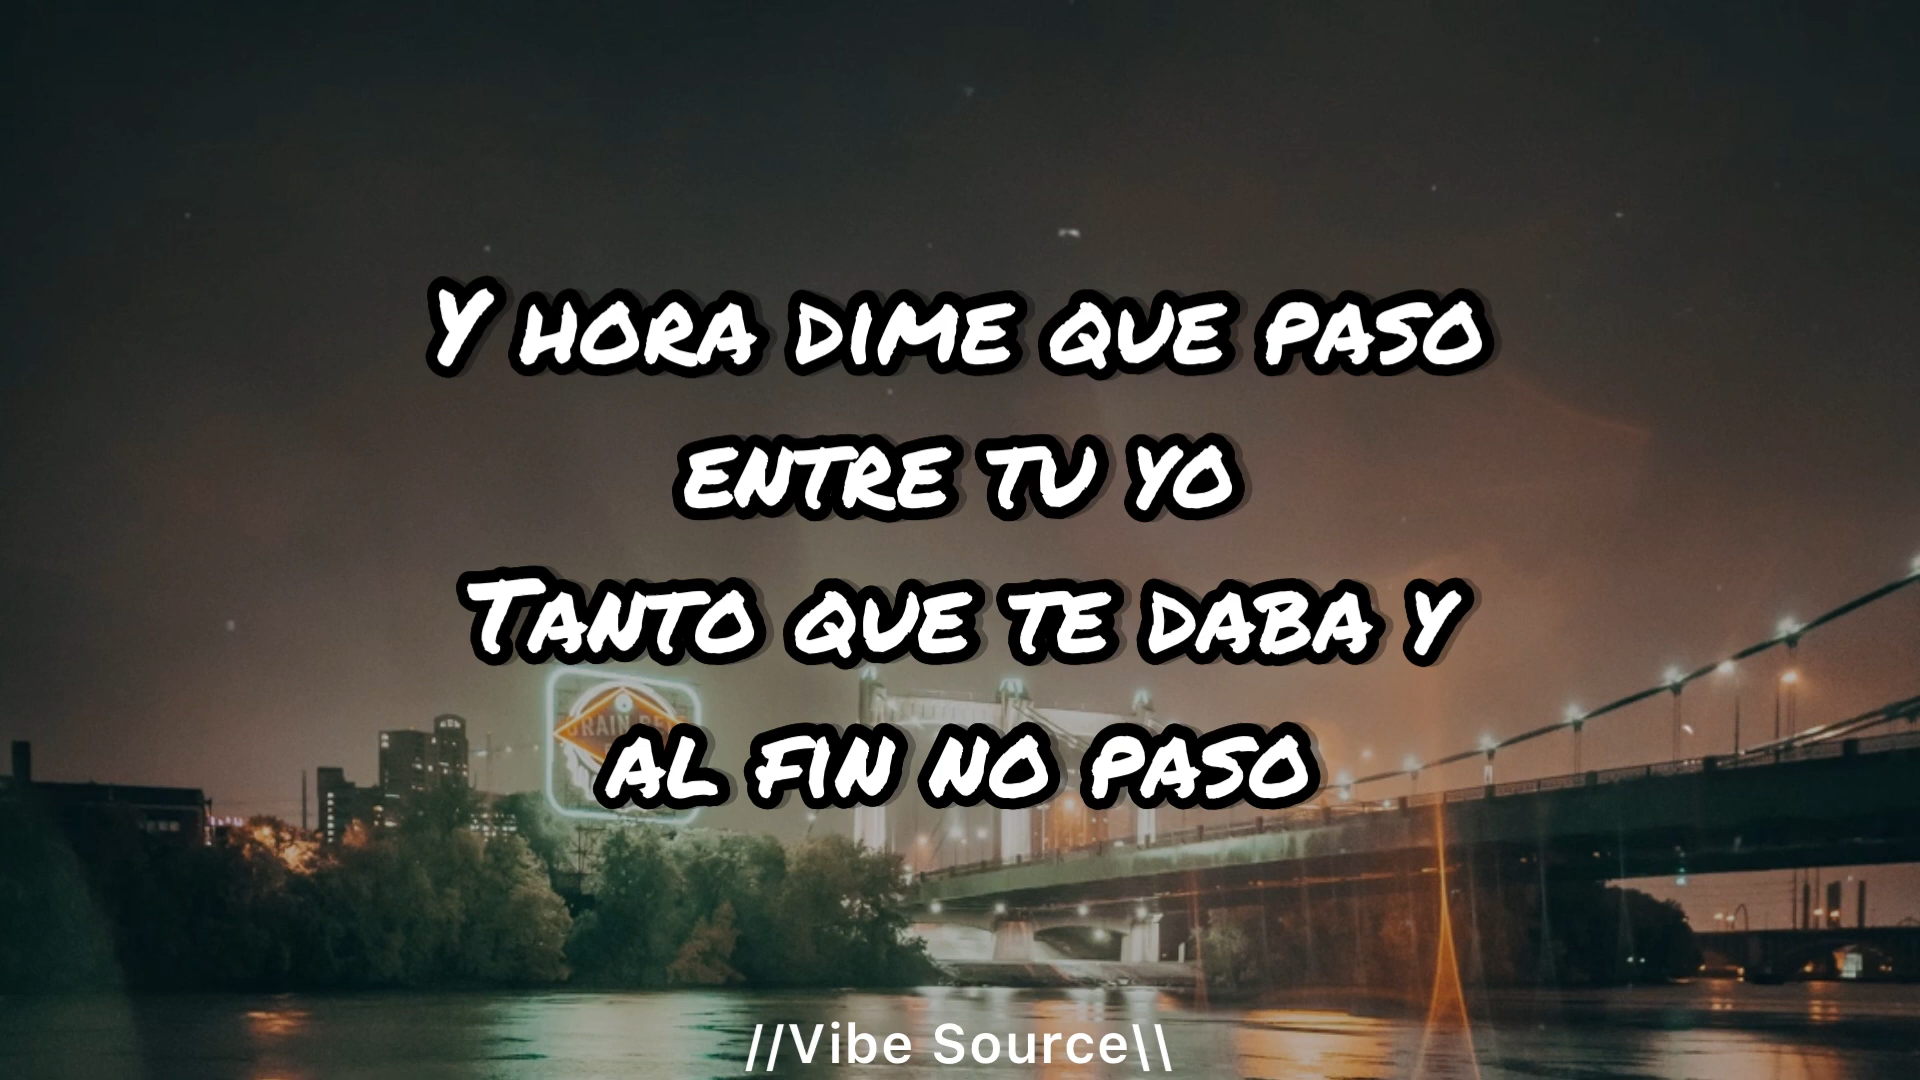 Y HORA DIME QUE PASO
ENTRE TU YO
TANTO QUE TE DABA Y
AL FIN NO PASO
//Vibe Source\\